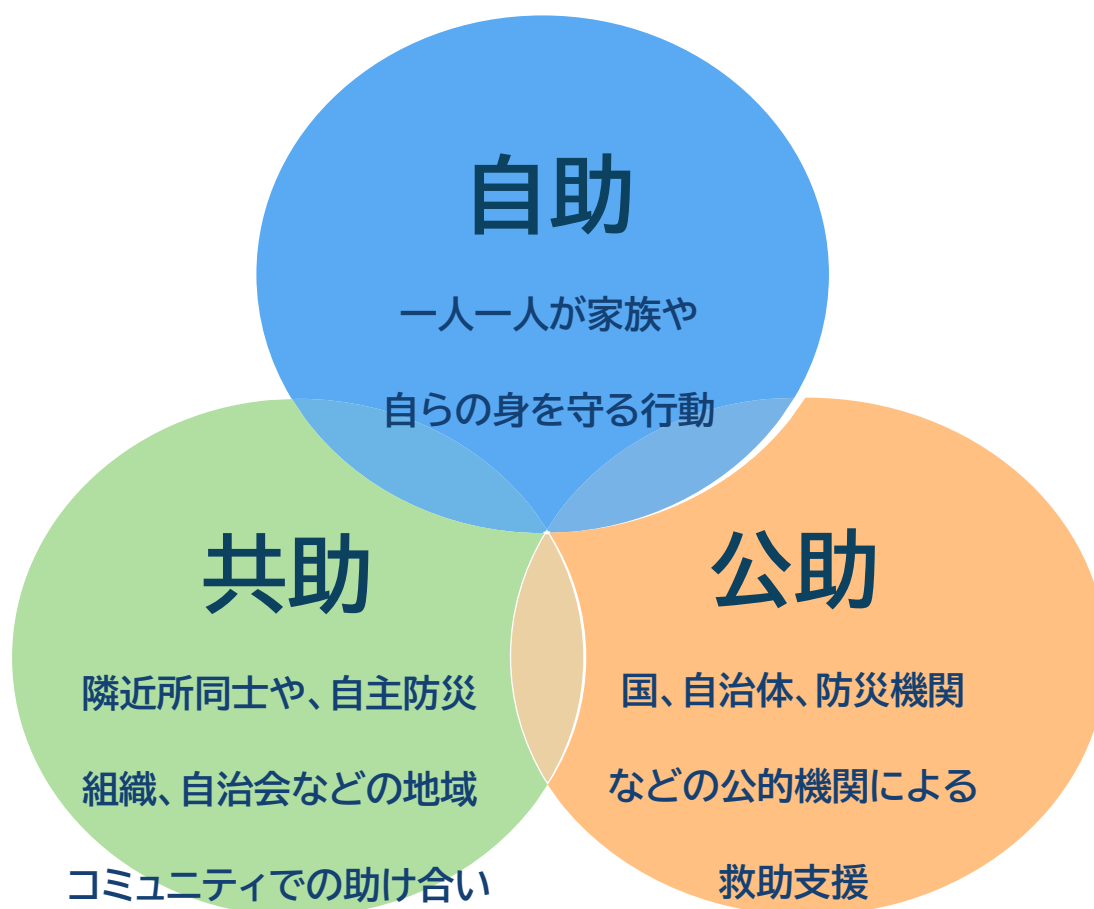 自助
一人一人が家族や
自らの身を守る行動
共助
隣近所同士や、自主防災
組織、自治会などの地域
コミュニティでの助け合い
公助
国、自治体、防災機関
などの公的機関による
救助支援